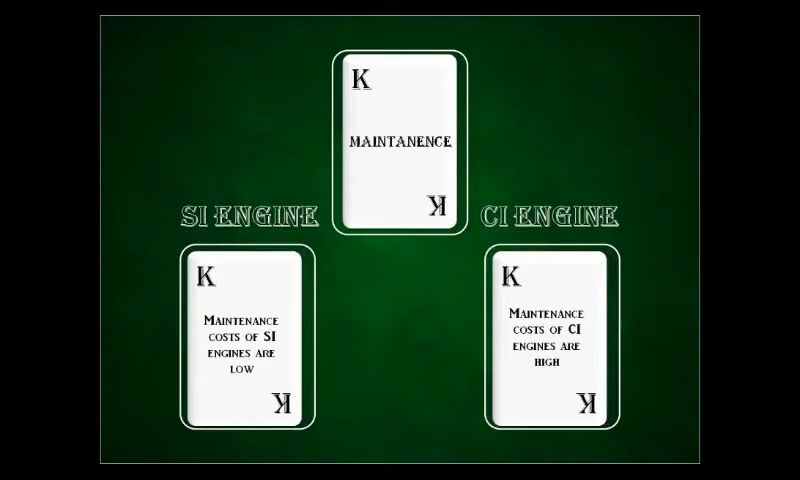 K
MAINTANENCE
K
SI ENGINE
CI ENGINE
K
Maintenance
costs of SI
engines are
low
K
K
Maintenance
costs of CI
engines are
high
K